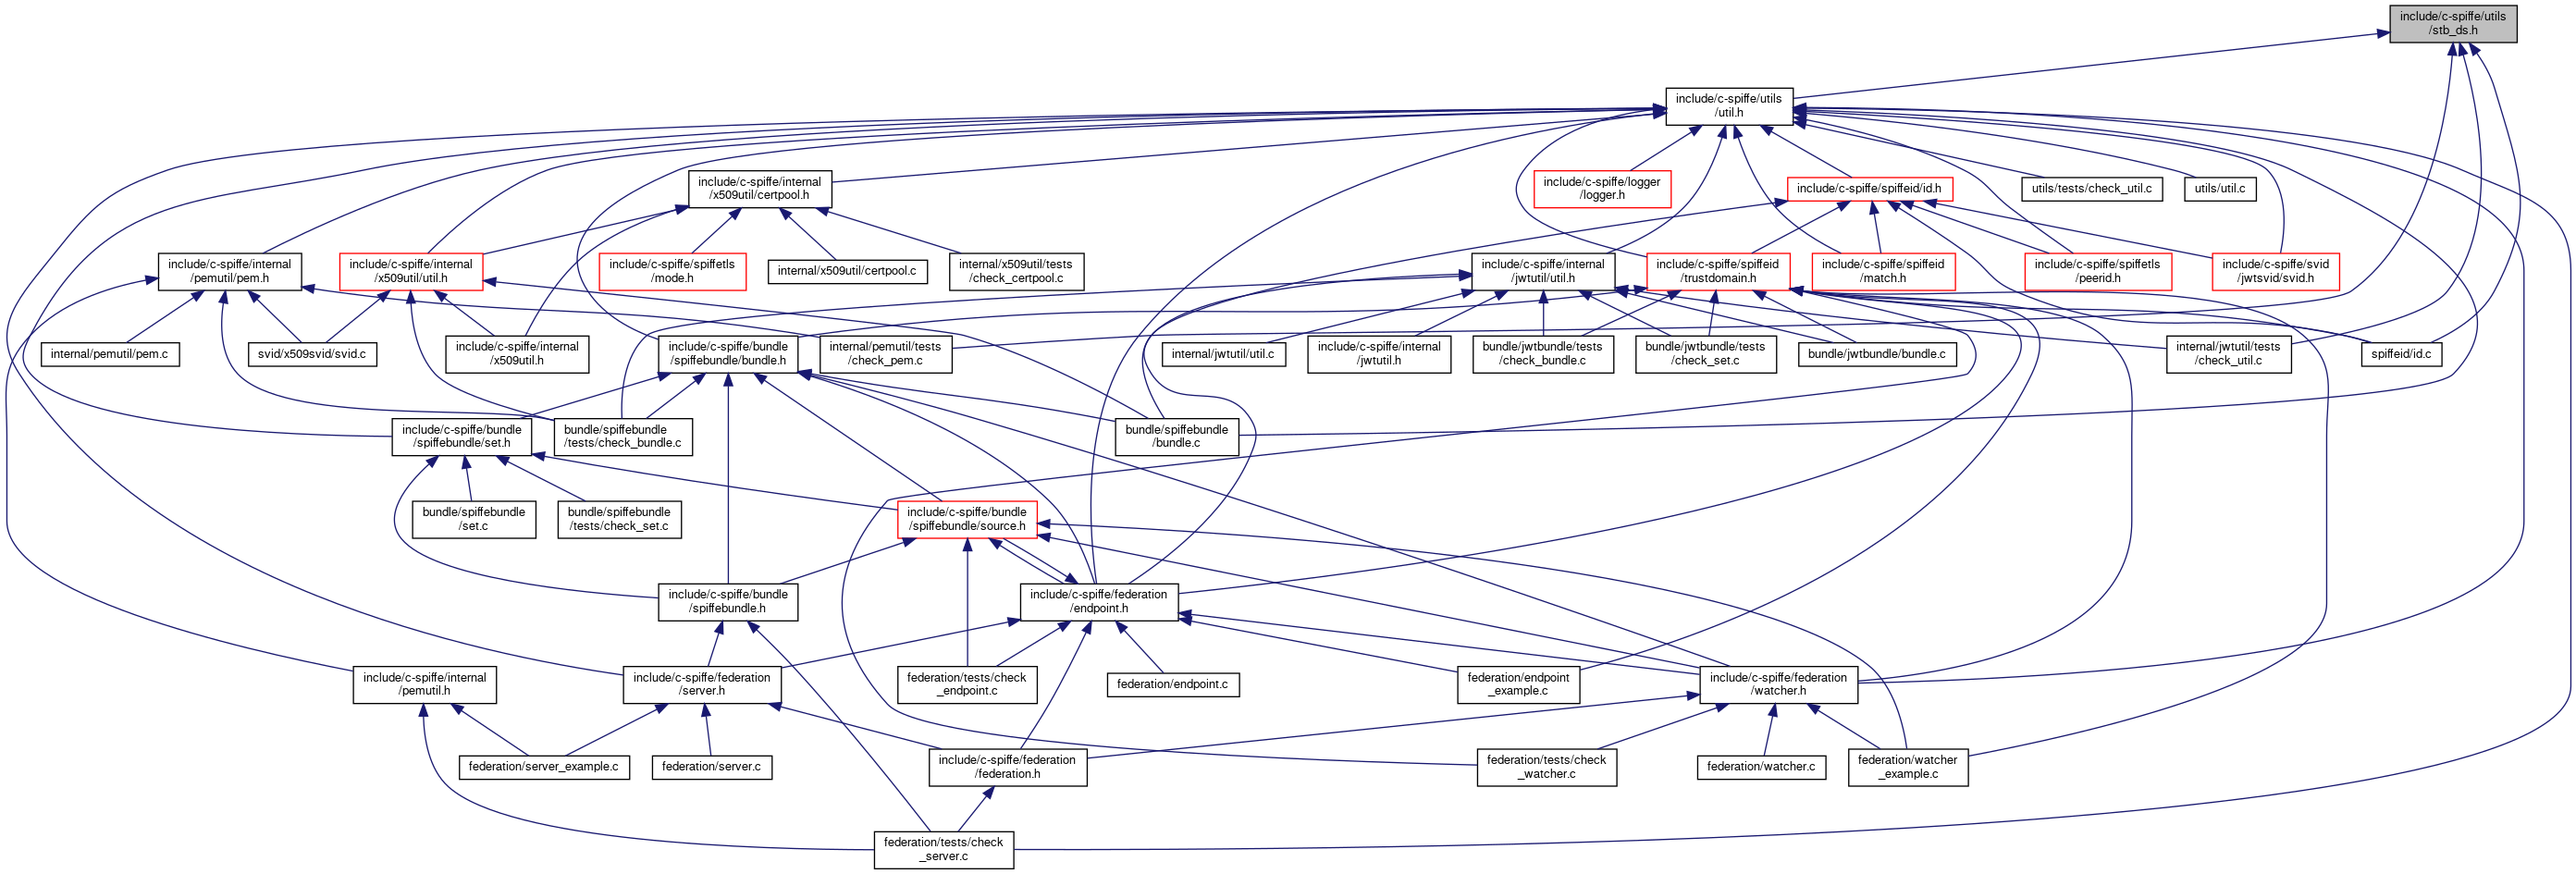 include/c-spiffe/utils
/stb_ds.h
include/c-spiffe/utils
/util.h
include/c-spiffe/internal
/x509util/certpool.h
include/c-spiffe/logger
/logger.h
include/c-spiffe/spiffeid/id.h
utils/tests/check_util.c
utils/util.c
include/c-spiffe/internal
/pemutil/pem.h
include/c-spiffe/internal
/x509util/util.h
include/c-spiffe/spiffetls
/mode.h
internal/x509util/certpool.c
internal/x509util/tests
/check_certpool.c
include/c-spiffe/internal
/jwtutil/util.h
include/c-spiffe/spiffeid
/trustdomain.h
include/c-spiffe/spiffeid
/match.h
include/c-spiffe/spiffetls
/peerid.h
include/c-spiffe/svid
/jwtsvid/svid.h
internal/pemutil/pem.c
svid/x509svid/svid.c
include/c-spiffe/internal
/x509util.h
include/c-spiffe/bundle
/spiffebundle/bundle.h
internal/pemutil/tests
/check_pem.c
internal/jwtutil/util.c
include/c-spiffe/internal
/jwtutil.h
bundle/jwtbundle/tests
/check_bundle.c
bundle/jwtbundle/tests
/check_set.c
bundle/jwtbundle/bundle.c
internal/jwtutil/tests
/check_util.c
spiffeid/id.c
include/c-spiffe/bundle
/spiffebundle/set.h
bundle/spiffebundle
/tests/check_bundle.c
bundle/spiffebundle
/bundle.c
bundle/spiffebundle
/set.c
bundle/spiffebundle
/tests/check_set.c
include/c-spiffe/bundle
/spiffebundle/source.h
include/c-spiffe/bundle
/spiffebundle.h
include/c-spiffe/federation
/endpoint.h
include/c-spiffe/internal
/pemutil.h
include/c-spiffe/federation
/server.h
federation/tests/check
_endpoint.c
federation/endpoint.c
federation/endpoint
_example.c
include/c-spiffe/federation
/watcher.h
federation/server_example.c
federation/server.c
include/c-spiffe/federation
/federation.h
federation/tests/check
_watcher.c
federation/watcher.c
federation/watcher
_example.c
federation/tests/check
_server.c